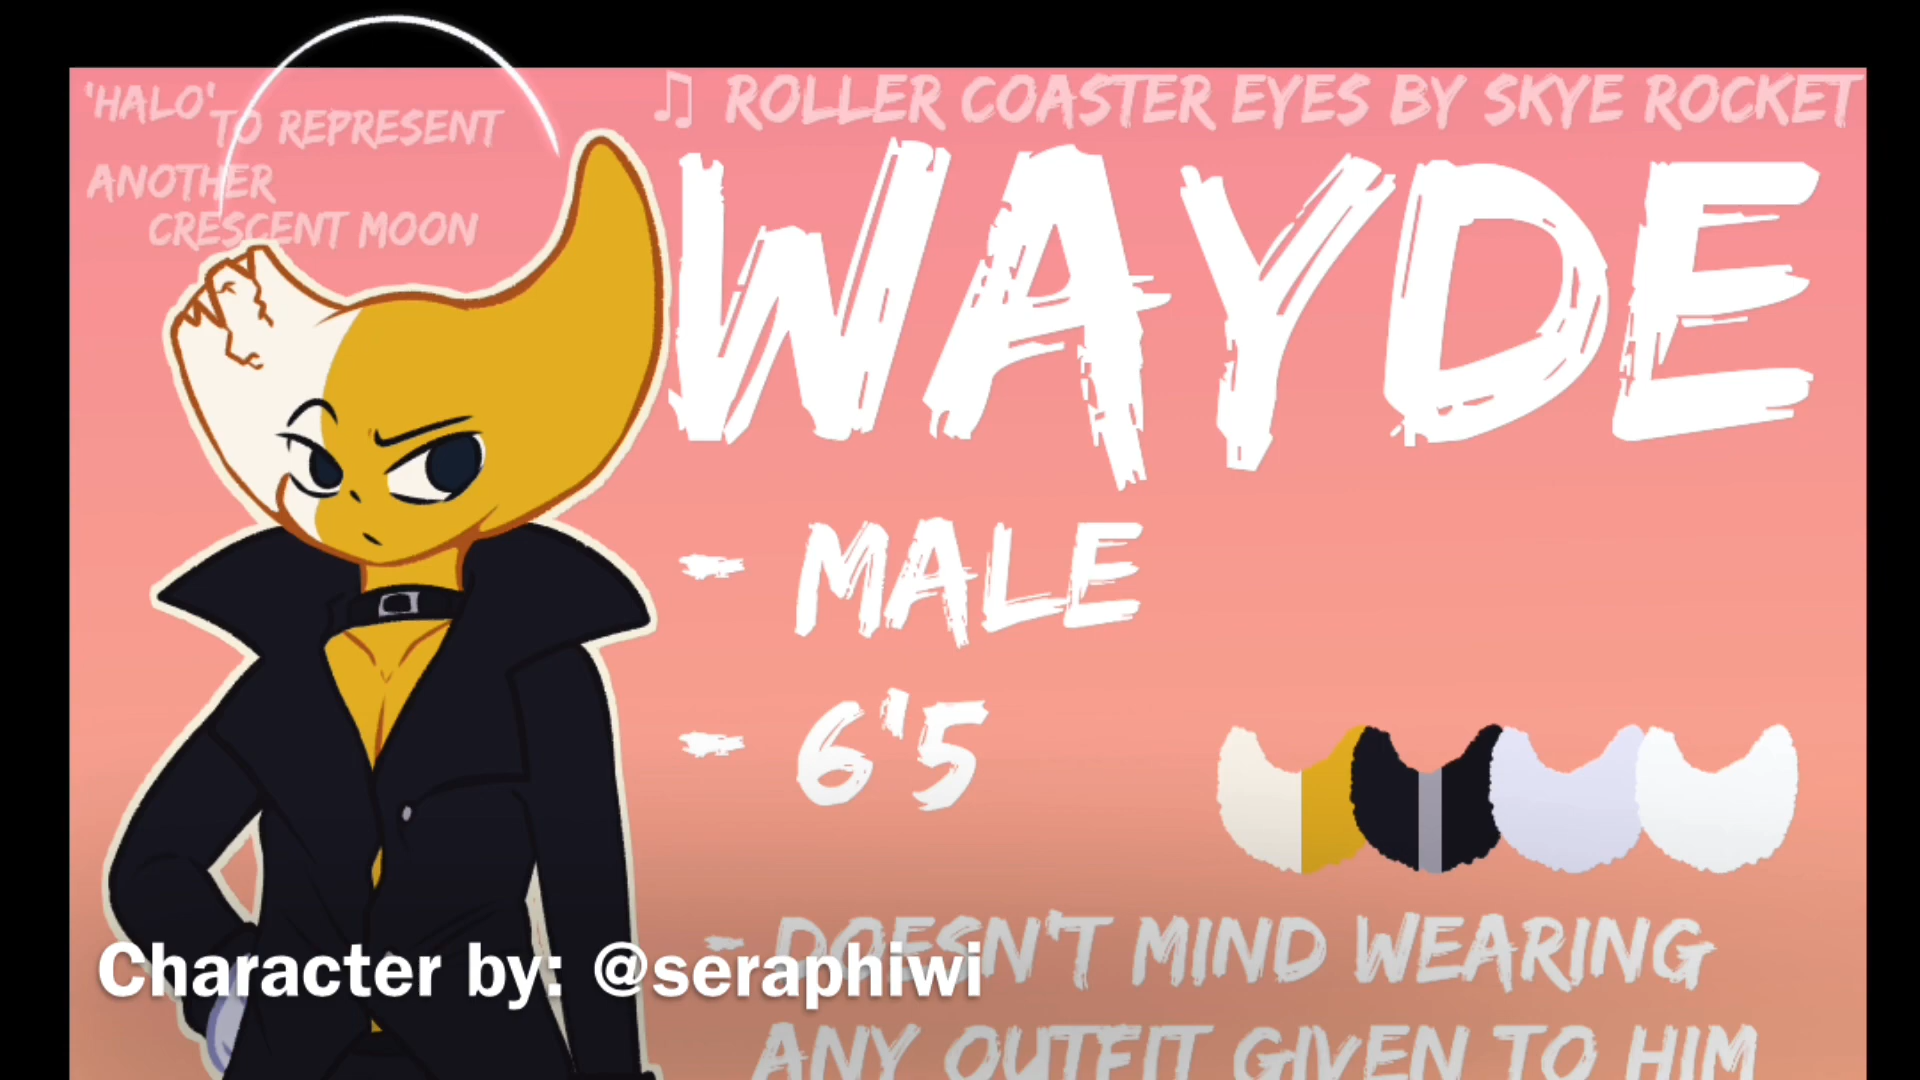 'HALO'
TO REPRESENT
ANOTHER
CRESCENT MOON
♫ ROLLER COASTER EYES BY SKYE ROCKET
WAYDE
- MALE
- 6'5
- DOESN'T MIND WEARING
ANY OUTFIT GIVEN TO HIM
Character by: @seraphiwi